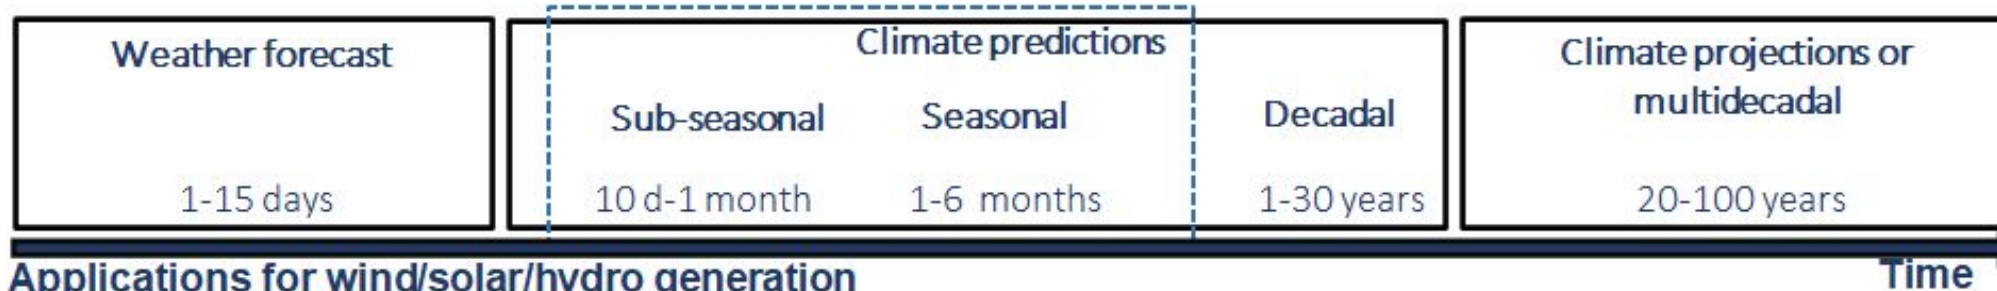 Weather forecast
1-15 days
Climate predictions
Sub-seasonal Seasonal Decadal
10 d-1 month 1-6 months 1-30 years
Climate projections or
multidecadal
20-100 years
Applications for wind/solar/hydro generation
Time